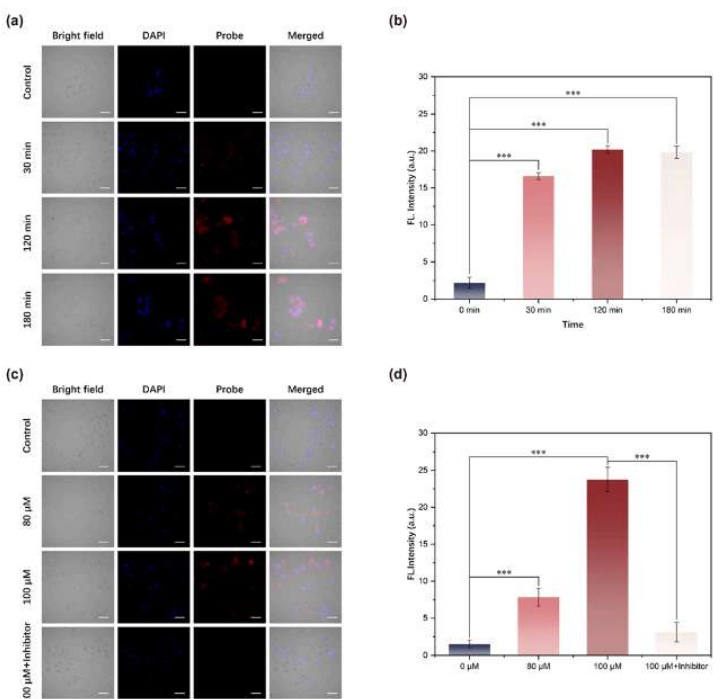 (a)
Bright field DAPI Probe Merged
Control
30 min
120 min
180 min
(b)
FL. Intensity (a.u.)
30
25
20
15
10
5
0
***
***
***
0 min 30 min 120 min 180 min
Time
(c)
Bright field DAPI Probe Merged
Control
80 μM
100 μM
00 μM+Inhibitor
(d)
FL.Intensity (a.u.)
30
25
20
15
10
5
0
***
***
***
0 μM 80 μM 100 μM 100 μM+Inhibitor